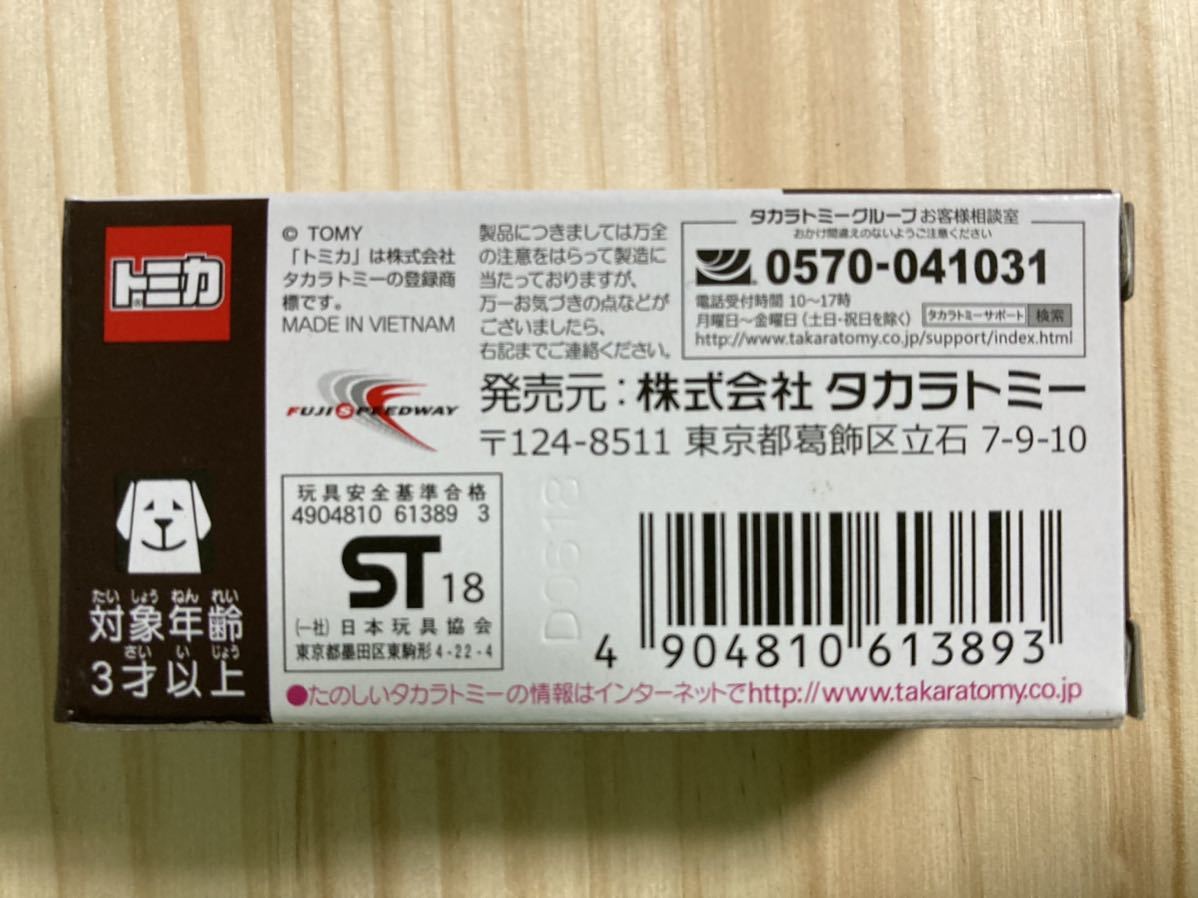 トミカ
© TOMY
「トミカ」は株式会社
タカラトミーの登録商
標です。
MADE IN VIETNAM
製品につきましては万全
の注意をはらって製造に
当たっておりますが、
万一お気づきの点などが
ございましたら、
右記までご連絡ください。
タカラトミーグループ お客様相談室
おかけ間違えのないようご注意ください
0570-041031
電話受付時間 10〜17時
月曜日〜金曜日（土日・祝日を除く） タカラトミーサポート 検索
http://www.takaratomy.co.jp/support/index.html
FUJI SPEEDWAY
発売元：株式会社 タカラトミー
〒124-8511 東京都葛飾区立石 7-9-10
玩具安全基準合格
4904810 61389 3
ST 18
(一社) 日本玩具協会
東京都墨田区東駒形 4-22-4
D0618
4 904810 613893
たい しょう ねん れい
対象年齢
さい い じょう
3才以上
●たのしいタカラトミーの情報はインターネットでhttp://www.takaratomy.co.jp